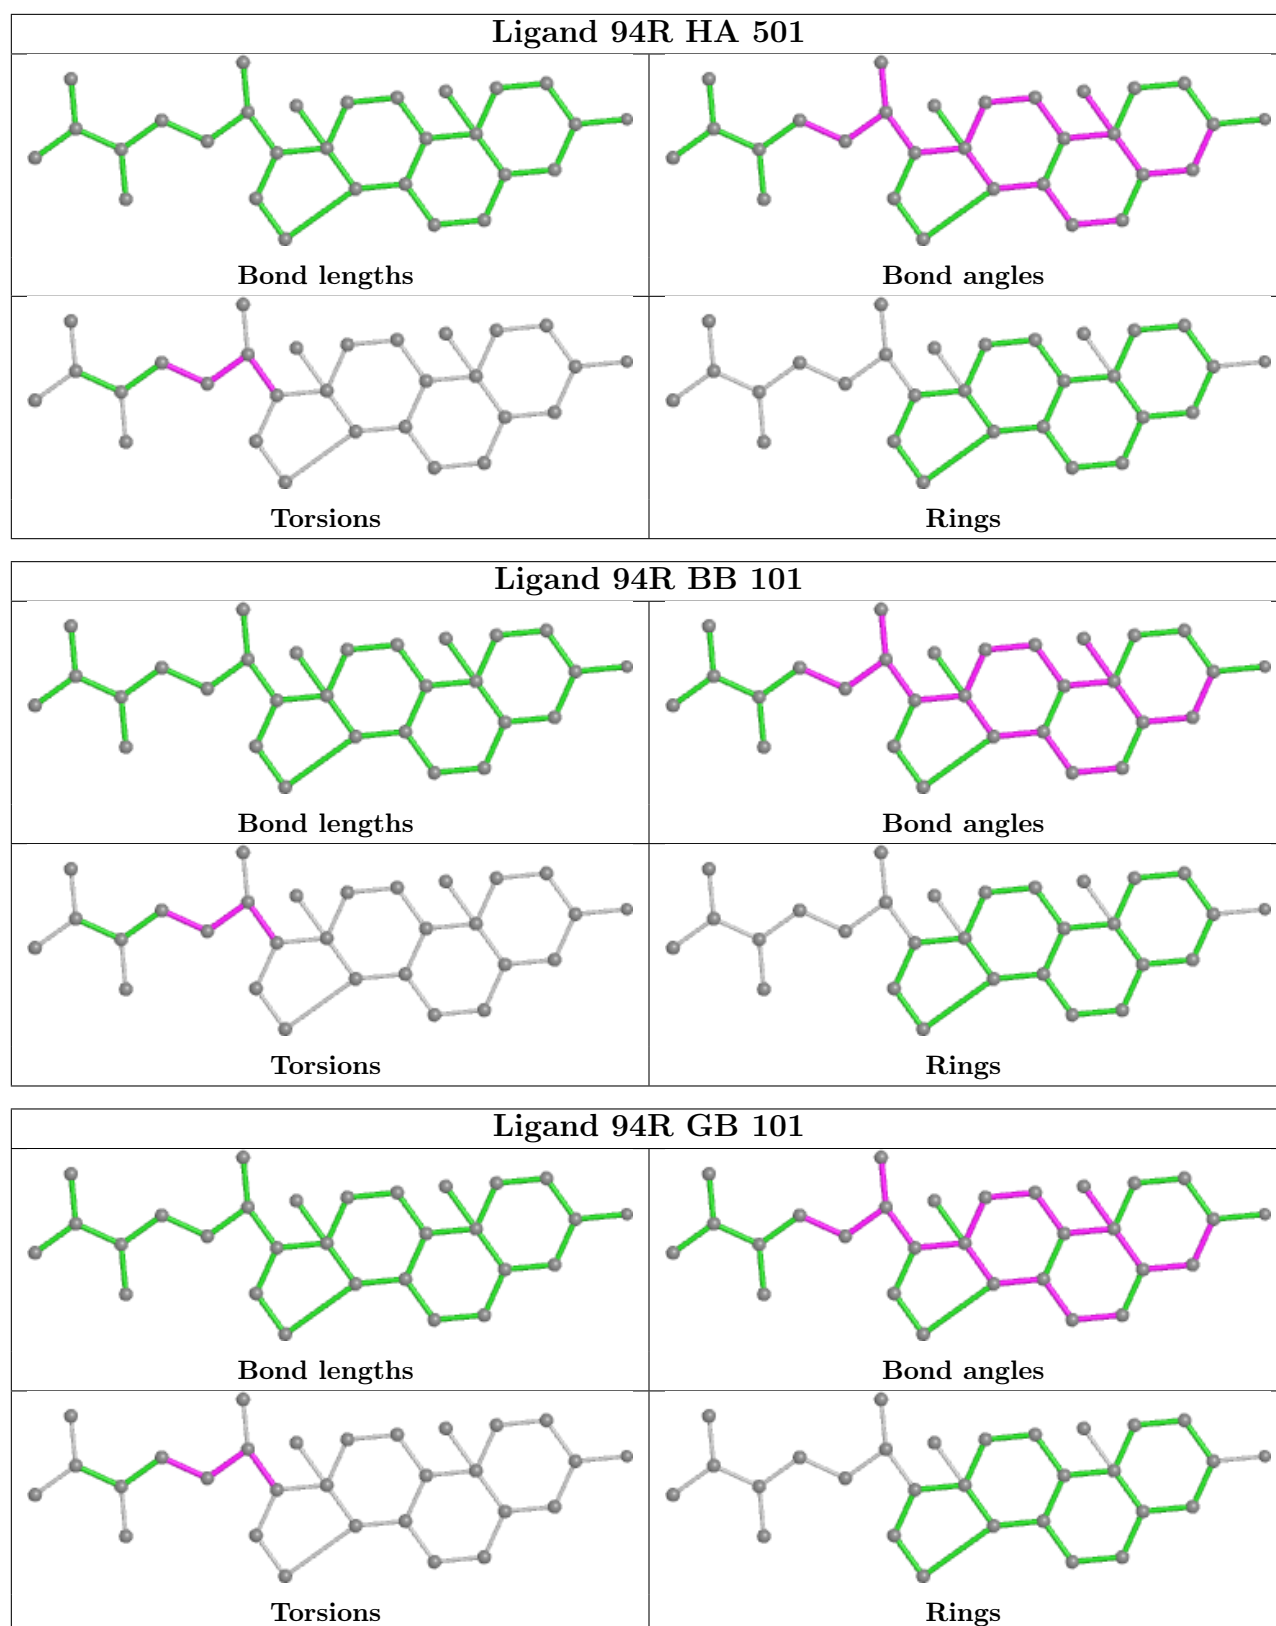 Ligand 94R HA 501
Bond lengths
Bond angles
Torsions
Rings
Ligand 94R BB 101
Bond lengths
Bond angles
Torsions
Rings
Ligand 94R GB 101
Bond lengths
Bond angles
Torsions
Rings